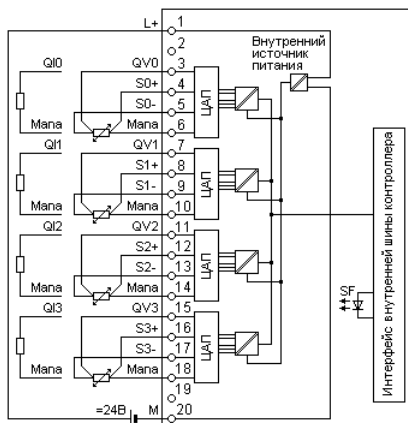 L+ 1
2
Внутренний
источник
питания
QI0 QV0 3
S0+ 4
S0- 5
Mana Mana 6
ЦАП
QI1 QV1 7
S1+ 8
S1- 9
Mana Mana 10
ЦАП
QI2 QV2 11
S2+ 12
S2- 13
Mana Mana 14
ЦАП
QI3 QV3 15
S3+ 16
S3- 17
Mana Mana 18
ЦАП
19
=24В M 20
SF
Интерфейс внутренней шины контроллера